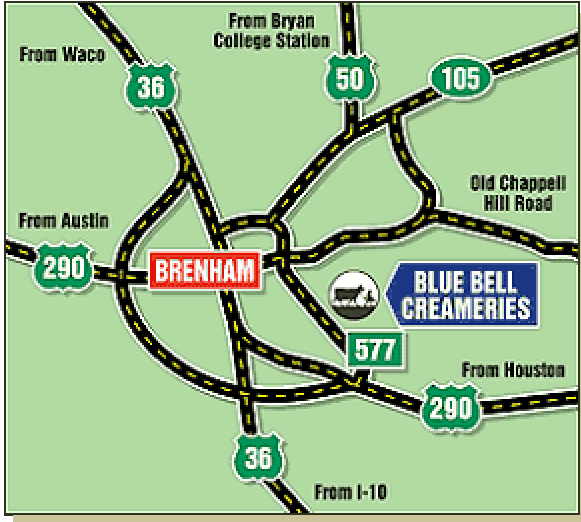 From Bryan
College Station
From Waco
36
50
105
Old Chappell
Hill Road
From Austin
290
BRENHAM
BLUE BELL
CREAMERIES
577
From Houston
290
36
From I-10